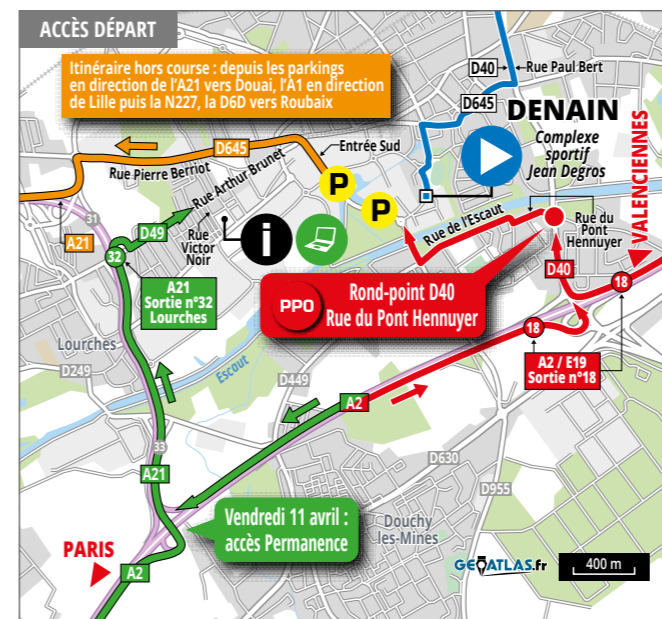 ACCÈS DÉPART
Itinéraire hors course : depuis les parkings
en direction de l'A21 vers Douai, l'A1 en direction
de Lille puis la N227, la D6D vers Roubaix
D40
Rue Paul Bert
D645
DENAIN
Complexe
sportif
Jean Degros
VALENCIENNES
D645
Entrée Sud
Rue Pierre Berriot
Rue Arthur Brunet
P
P
Rue de l'Escaut
Rue du
Pont
Hennuyer
31
A21
D49
Rue
Victor
Noir
i
32
D40
18
A21
Sortie n°32
Lourches
PPO
Rond-point D40
Rue du Pont Hennuyer
18
Lourches
D249
Escaut
D449
A2 / E19
Sortie n°18
A2
33
A21
D630
D955
Vendredi 11 avril :
accès Permanence
Douchy
les-Mines
PARIS
A2
GEOATLAS.fr
400 m